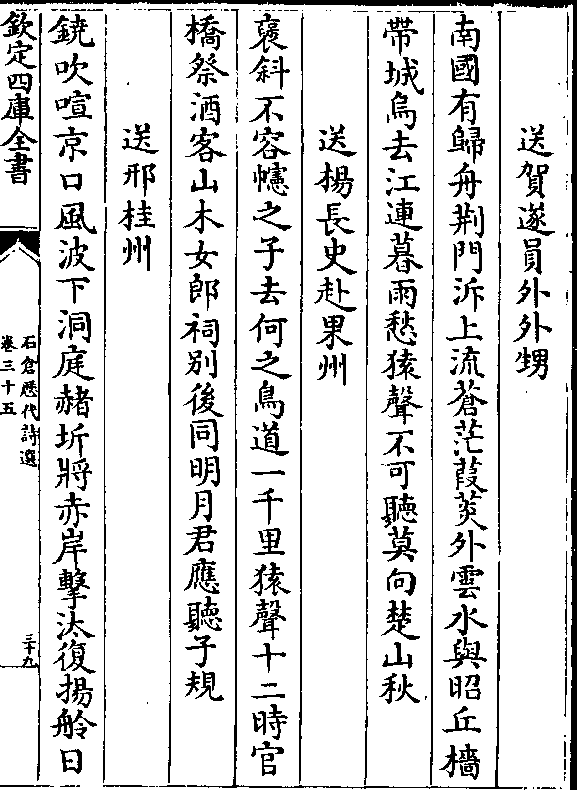 送賀遂員外外甥
南國有歸舟荆門泝上流蒼茫葭菼外雲水與昭丘檣
帶城烏去江連暮雨愁猿聲不可聽莫向楚山秋
送楊長史赴果州
襃斜不容幰之子去何之鳥道一千里猿聲十二時官
橋祭酒客山木女郎祠别後同明月君應聽子規
送邢桂州
鐃吹喧京口風波下洞庭赭圻將赤岸擊汰復揚舲日
欽定四庫全書
石倉歷代詩選
卷三十五
三十九